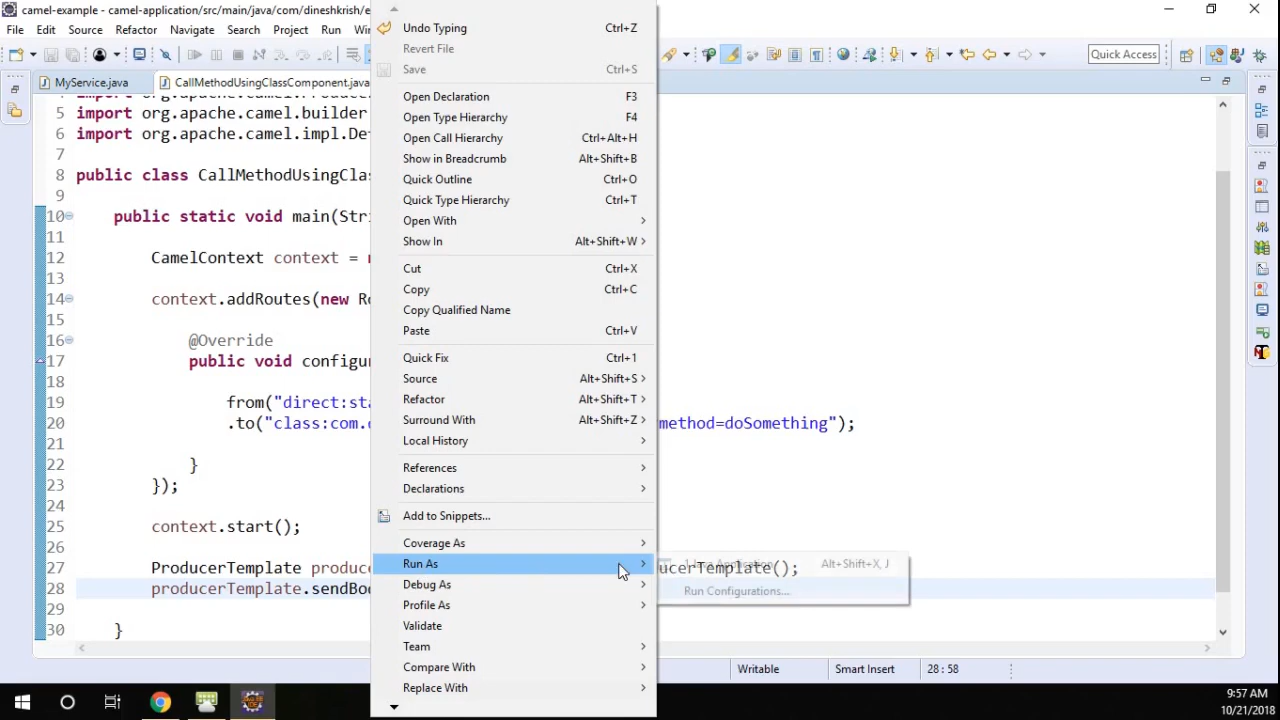 camel-example - camel-application/src/main/java/com/dineshkrish/e
File Edit Source Refactor Navigate Search Project Run
Quick Access
MyService.java
CallMethodUsingClassComponent.java
5 import org.apache.camel.builder
6 import org.apache.camel.impl.De
7
8 public class CallMethodUsingClas
9
10 public static void main(Stri
11
12 CamelContext context =
13
14 context.addRoutes(new Ro
15
16 @Override
17 public void configu
18
19 from("direct:sta
20 .to("class:com. method=doSomething");
21
22 }
23 });
24
25 context.start();
26
27 ProducerTemplate produce ucerTemplate();
28 producerTemplate.sendBo
30 }
Undo Typing Ctrl+Z
Revert File
Save Ctrl+S
Open Declaration F3
Open Type Hierarchy F4
Open Call Hierarchy Ctrl+Alt+H
Show in Breadcrumb Alt+Shift+B
Quick Outline Ctrl+O
Quick Type Hierarchy Ctrl+T
Open With
Show In Alt+Shift+W
Cut Ctrl+X
Copy Ctrl+C
Copy Qualified Name
Paste Ctrl+V
Quick Fix Ctrl+1
Source Alt+Shift+S
Refactor Alt+Shift+T
Surround With Alt+Shift+Z
Local History
References
Declarations
Add to Snippets...
Coverage As
Run As
Debug As
Profile As
Validate
Team
Compare With
Replace With
Alt+Shift+X, J
Run Configurations...
Writable
Smart Insert
28 : 58
9:57 AM
10/21/2018